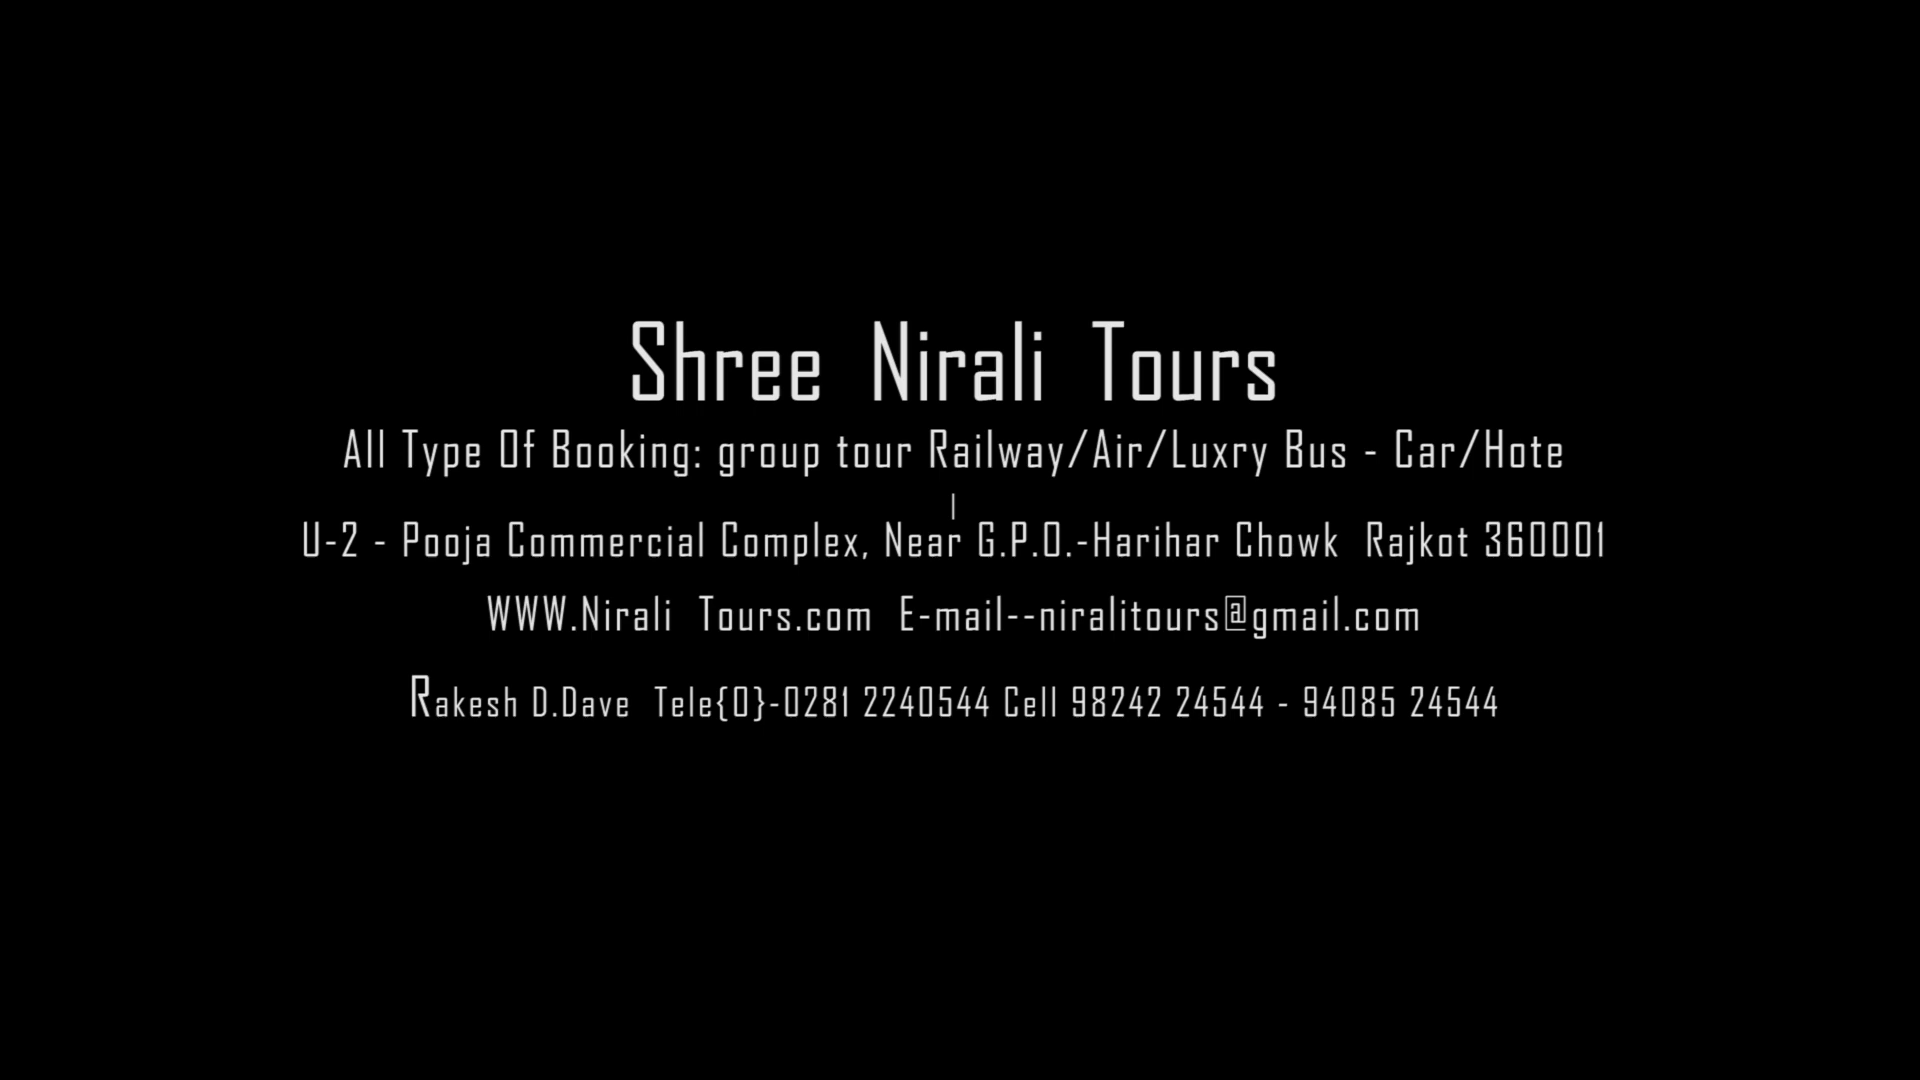 Shree Nirali Tours
All Type Of Booking: group tour Railway/Air/Luxry Bus - Car/Hote
l
U-2 - Pooja Commercial Complex, Near G.P.O.-Harihar Chowk Rajkot 360001
WWW.Nirali Tours.com E-mail--niralitours@gmail.com
Rakesh D.Dave Tele{O}-0281 2240544 Cell 98242 24544 - 94085 24544